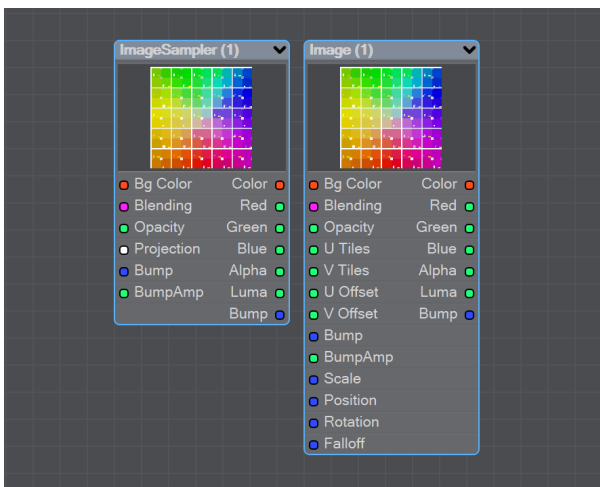 ImageSampler (1)
Bg Color Color
Blending Red
Opacity Green
Projection Blue
Bump Alpha
BumpAmp Luma
Bump
Image (1)
Bg Color Color
Blending Red
Opacity Green
U Tiles Blue
V Tiles Alpha
U Offset Luma
V Offset Bump
Bump
BumpAmp
Scale
Position
Rotation
Falloff